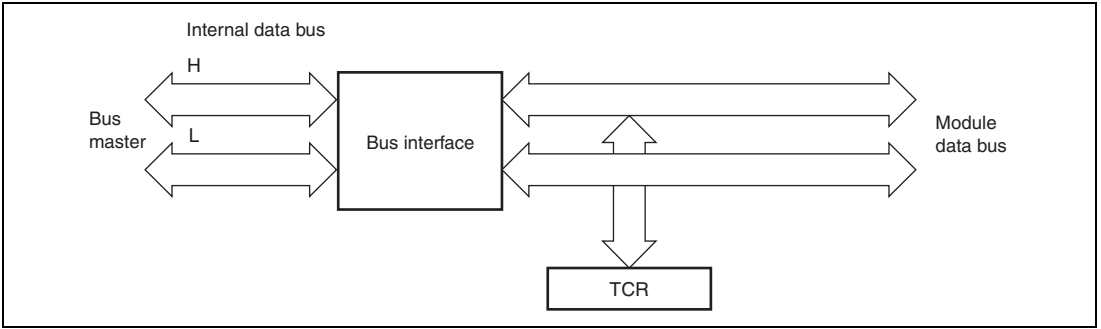 Internal data bus
H
Bus
master
L
Bus interface
Module
data bus
TCR